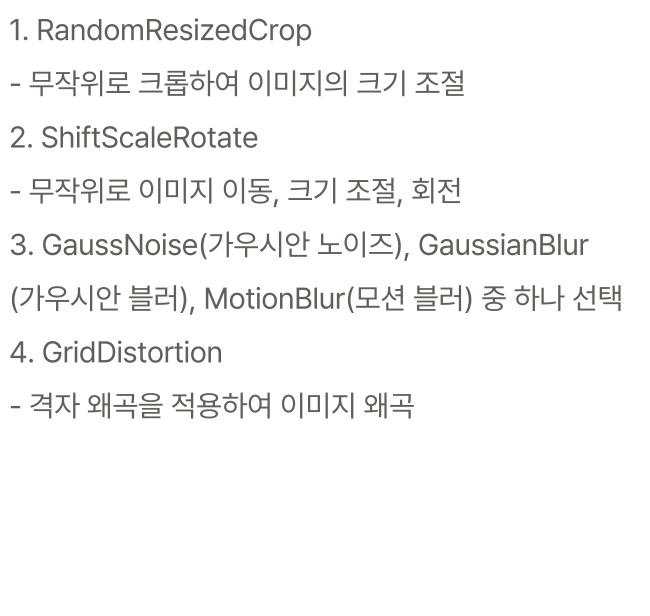 1. RandomResizedCrop
- 무작위로 크롭하여 이미지의 크기 조절
2. ShiftScaleRotate
- 무작위로 이미지 이동, 크기 조절, 회전
3. GaussNoise(가우시안 노이즈), GaussianBlur
(가우시안 블러), MotionBlur(모션 블러) 중 하나 선택
4. GridDistortion
- 격자 왜곡을 적용하여 이미지 왜곡